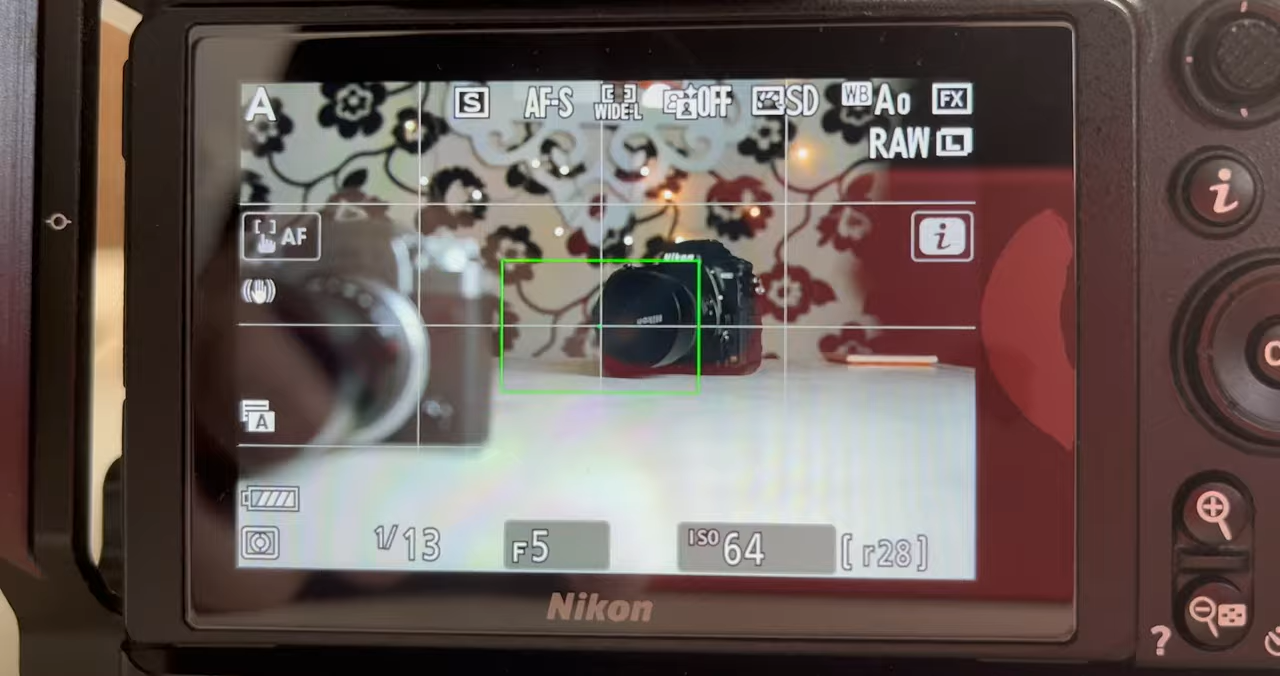 A S AF-S WIDE-L OFF SD WB A0 FX
RAW L
AF i i
Nikon
Nikon
A
1/13 F5 ISO 64 [r28]
Nikon
?